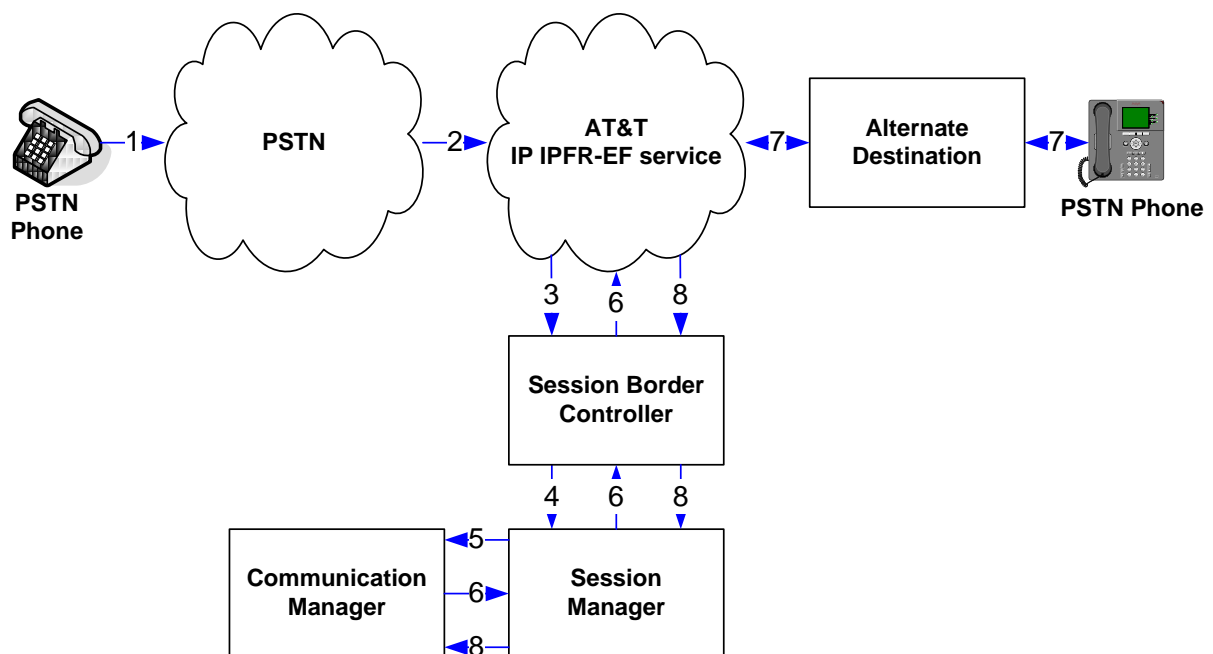 PSTN
Phone
1
PSTN
2
AT&T
IP IPFR-EF service
7
Alternate
Destination
7
PSTN Phone
3
6
8
Session Border
Controller
4
6
8
5
Communication
Manager
6
Session
Manager
8